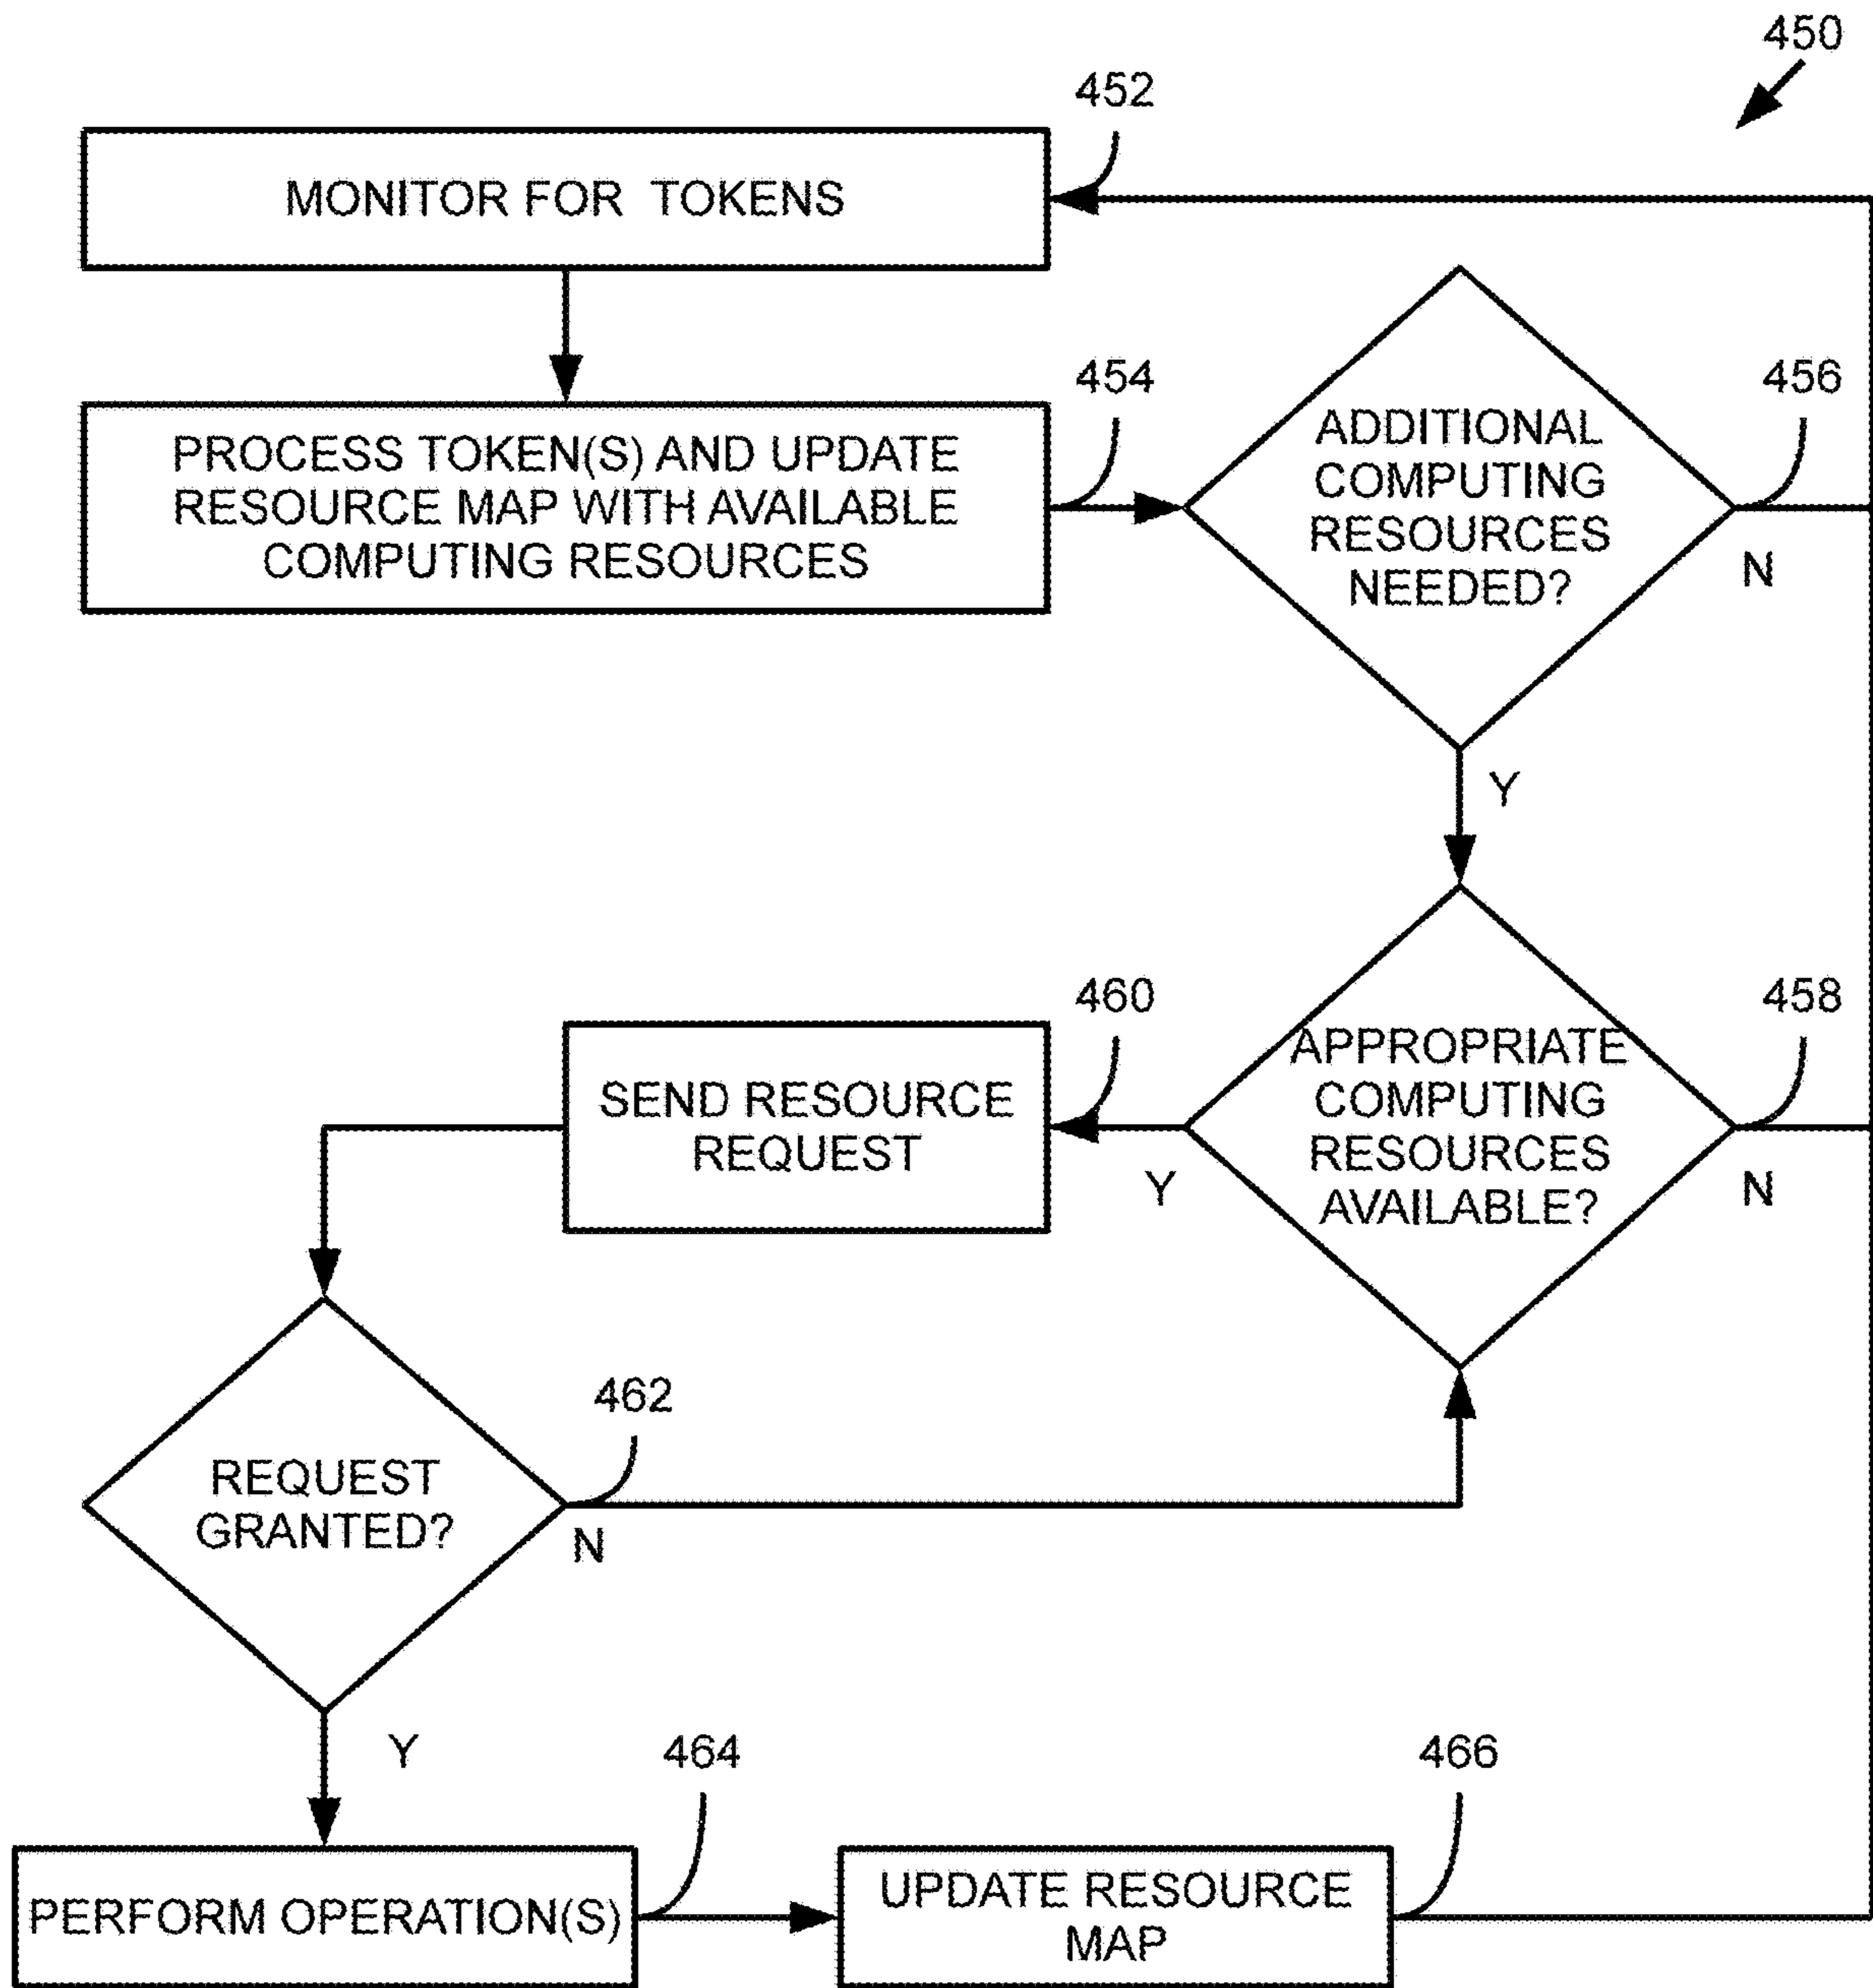 450
452
MONITOR FOR TOKENS
454
PROCESS TOKEN(S) AND UPDATE
RESOURCE MAP WITH AVAILABLE
COMPUTING RESOURCES
456
ADDITIONAL
COMPUTING
RESOURCES
NEEDED?
N
Y
458
APPROPRIATE
COMPUTING
RESOURCES
AVAILABLE?
N
Y
460
SEND RESOURCE
REQUEST
462
REQUEST
GRANTED?
N
Y
464
PERFORM OPERATION(S)
466
UPDATE RESOURCE
MAP